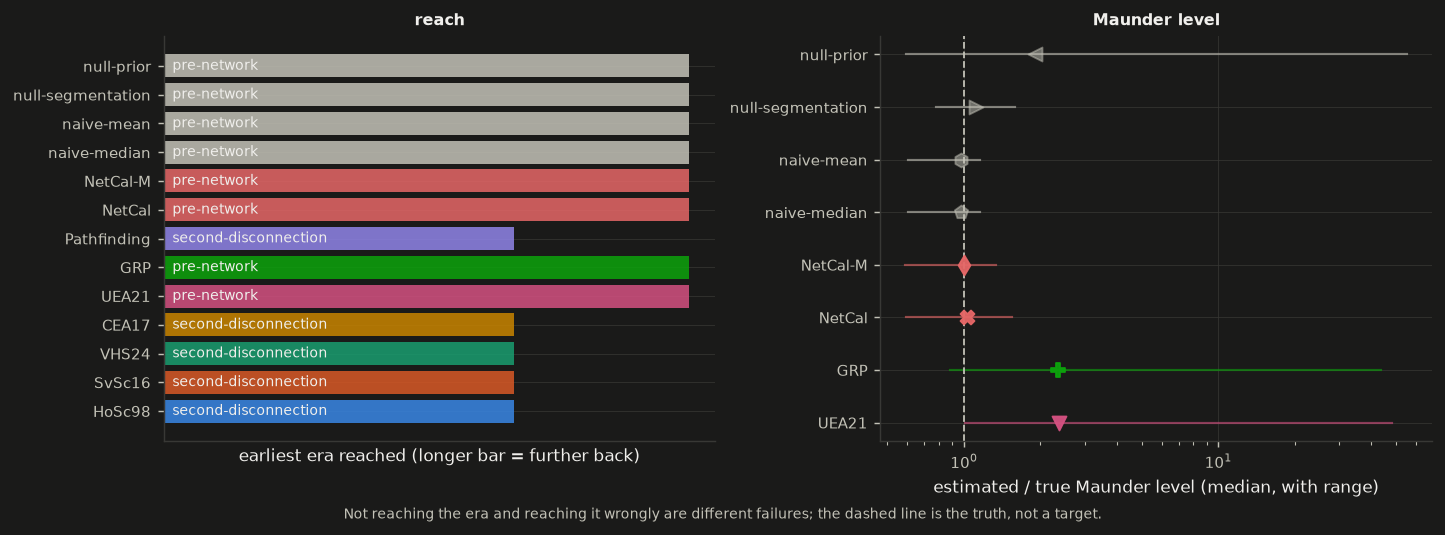 reach
null-prior
pre-network
null-segmentation
pre-network
naive-mean
pre-network
naive-median
pre-network
NetCal-M
pre-network
NetCal
pre-network
Pathfinding
second-disconnection
GRP
pre-network
UEA21
pre-network
CEA17
second-disconnection
VHS24
second-disconnection
SvSc16
second-disconnection
HoSc98
second-disconnection
earliest era reached (longer bar = further back)
Maunder level
null-prior
null-segmentation
naive-mean
naive-median
NetCal-M
NetCal
GRP
UEA21
10⁰ 10¹
estimated / true Maunder level (median, with range)
Not reaching the era and reaching it wrongly are different failures; the dashed line is the truth, not a target.